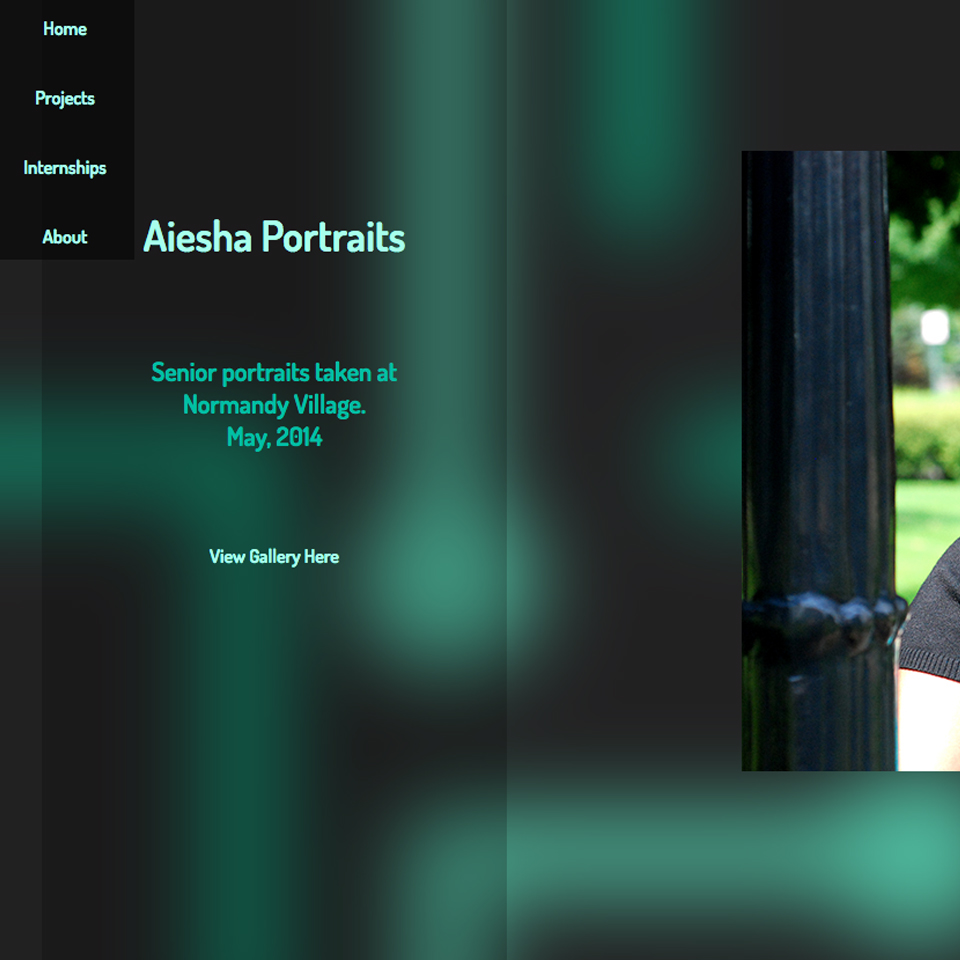 Home
Projects
Internships
About
Aiesha Portraits
Senior portraits taken at
Normandy Village.
May, 2014
View Gallery Here